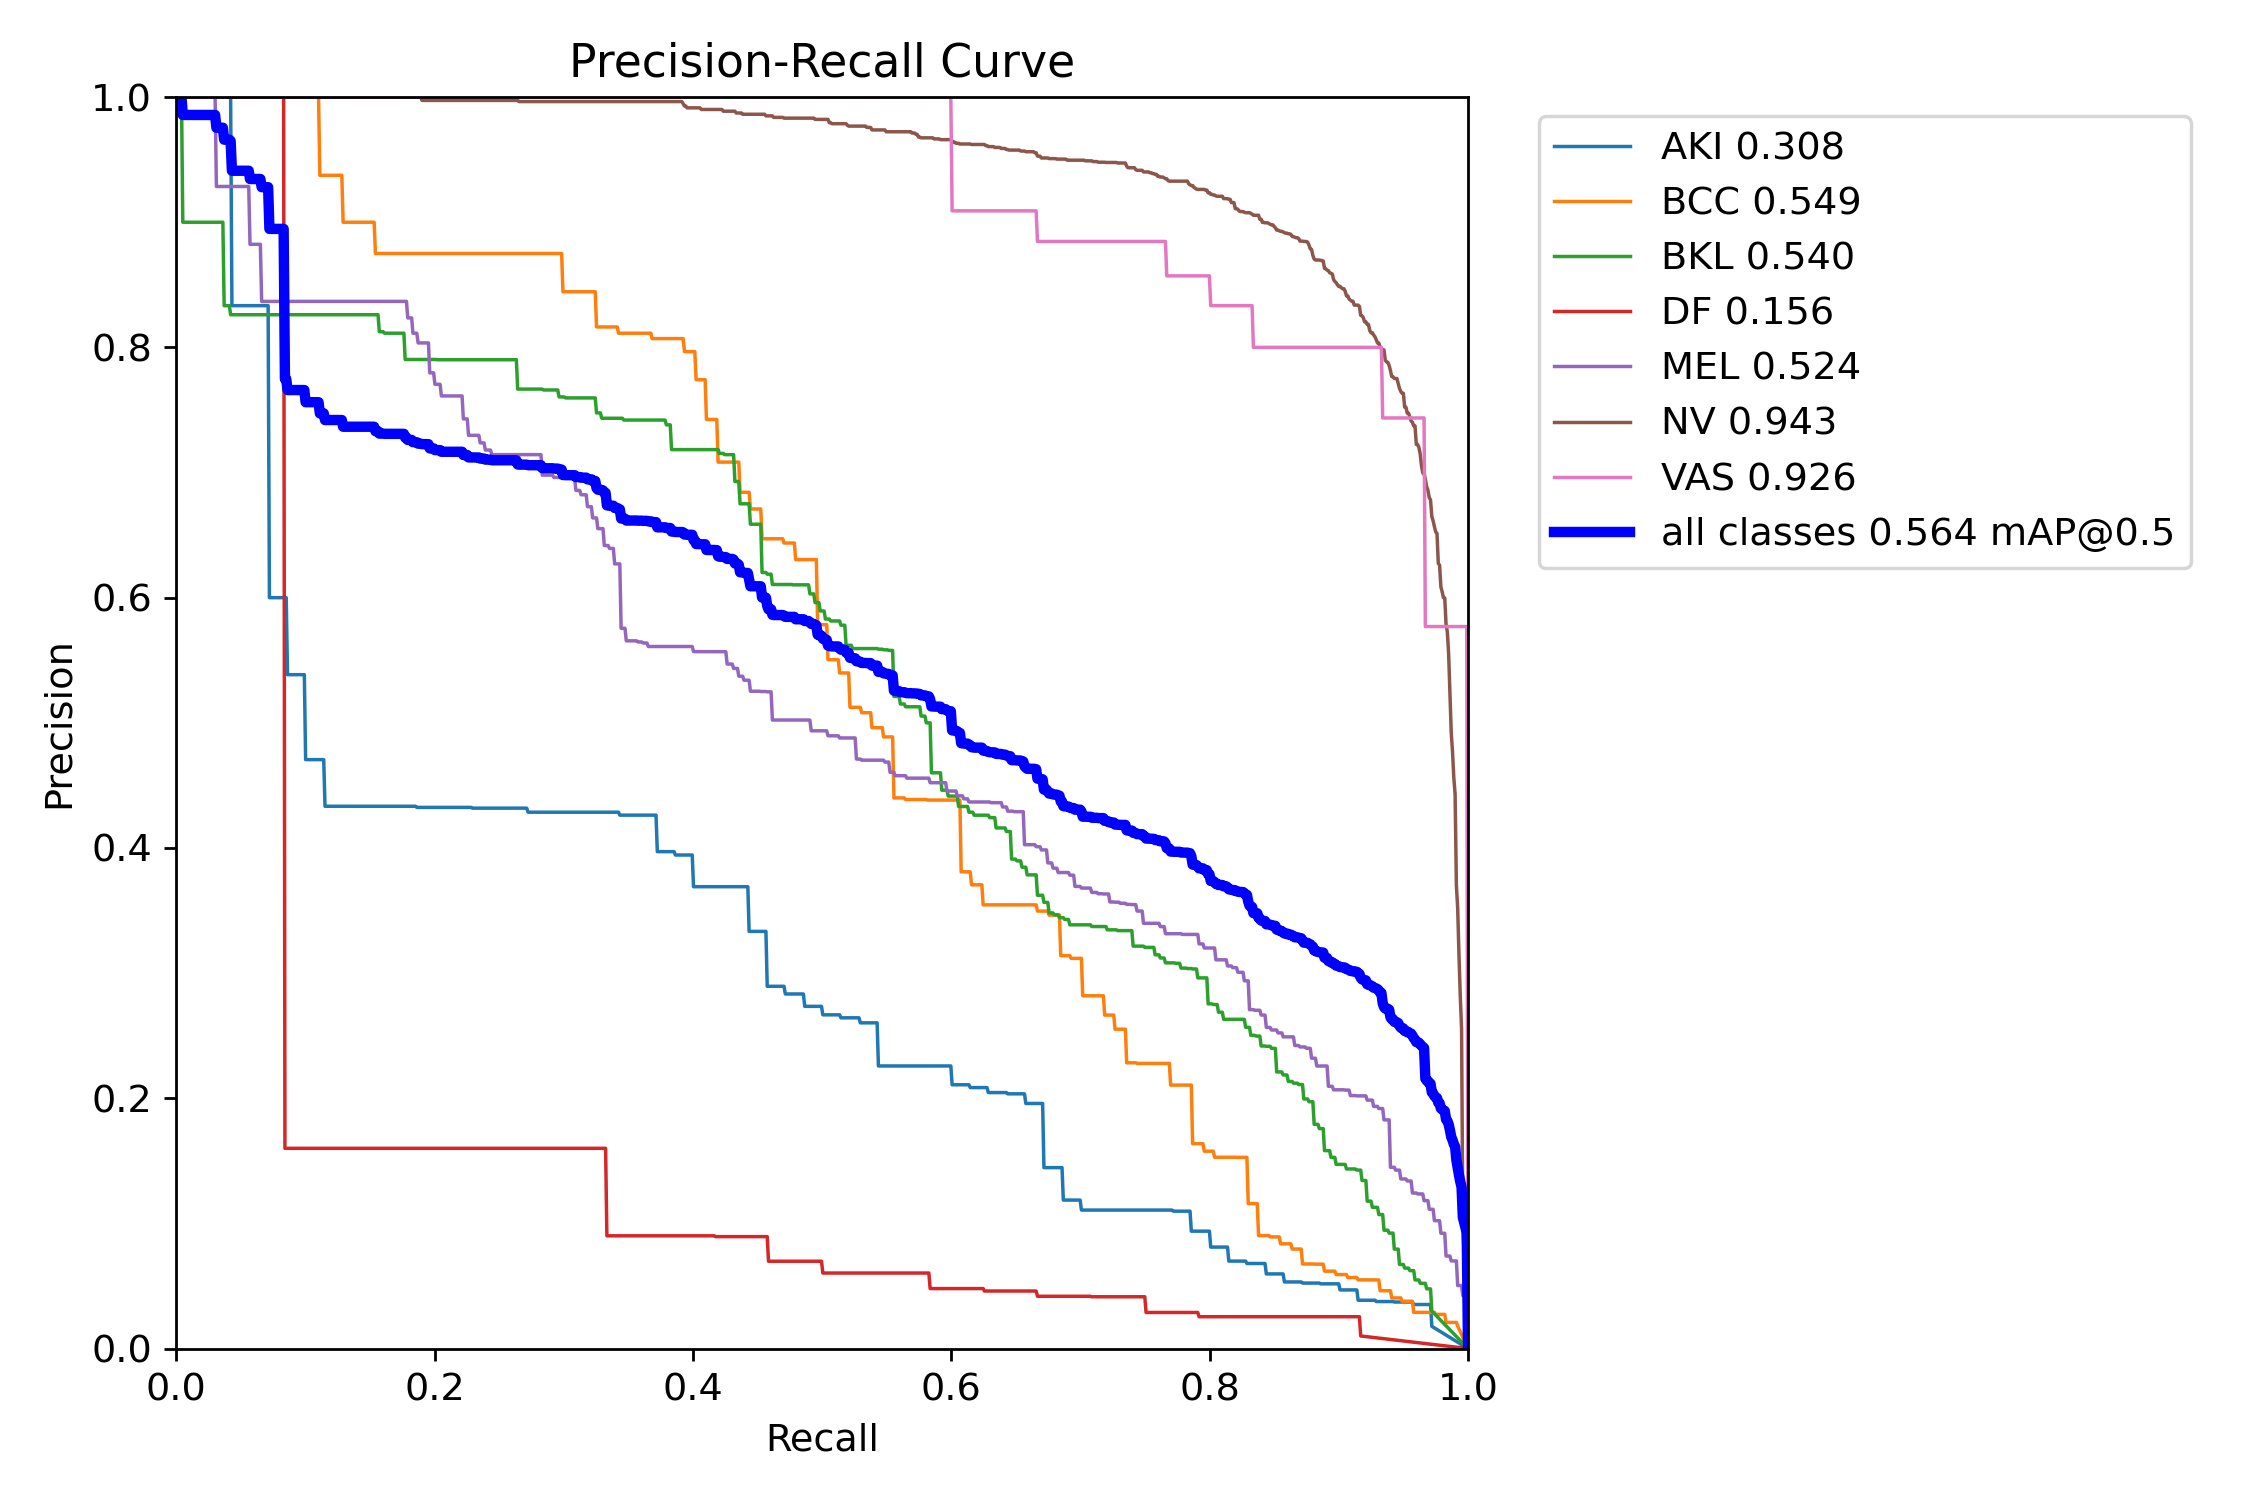 Precision-Recall Curve
1.0
0.8
0.6
0.4
0.2
0.0
Precision
0.0 0.2 0.4 0.6 0.8 1.0
Recall
AKI 0.308
BCC 0.549
BKL 0.540
DF 0.156
MEL 0.524
NV 0.943
VAS 0.926
all classes 0.564 mAP@0.5